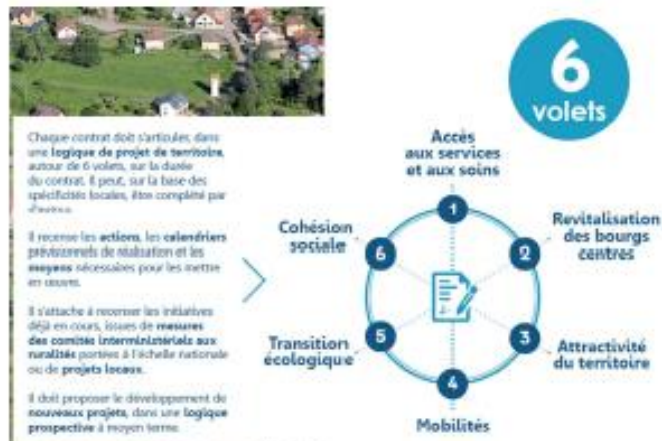 6
volets
Chaque contrat doit s'articuler, dans
une logique de projet de territoire,
autour de 6 volets, sur la durée
du contrat. Il peut, sur la base des
spécificités locales, être complété par
d'autres.
Il recense les actions, les calendriers
prévisionnels de réalisation et les
moyens nécessaires pour les mettre
en œuvre.
Il s'attache à recenser les initiatives
déjà en cours, issues de mesures
des comités interministériels aux
ruralités portées à l'échelle nationale
ou de projets locaux.
Il doit proposer le développement de
nouveaux projets, dans une logique
prospective à moyen terme.
Accès
aux services
et aux soins
1
Revitalisation
des bourgs
centres
2
Attractivité
du territoire
3
Mobilités
4
Transition
écologique
5
Cohésion
sociale
6